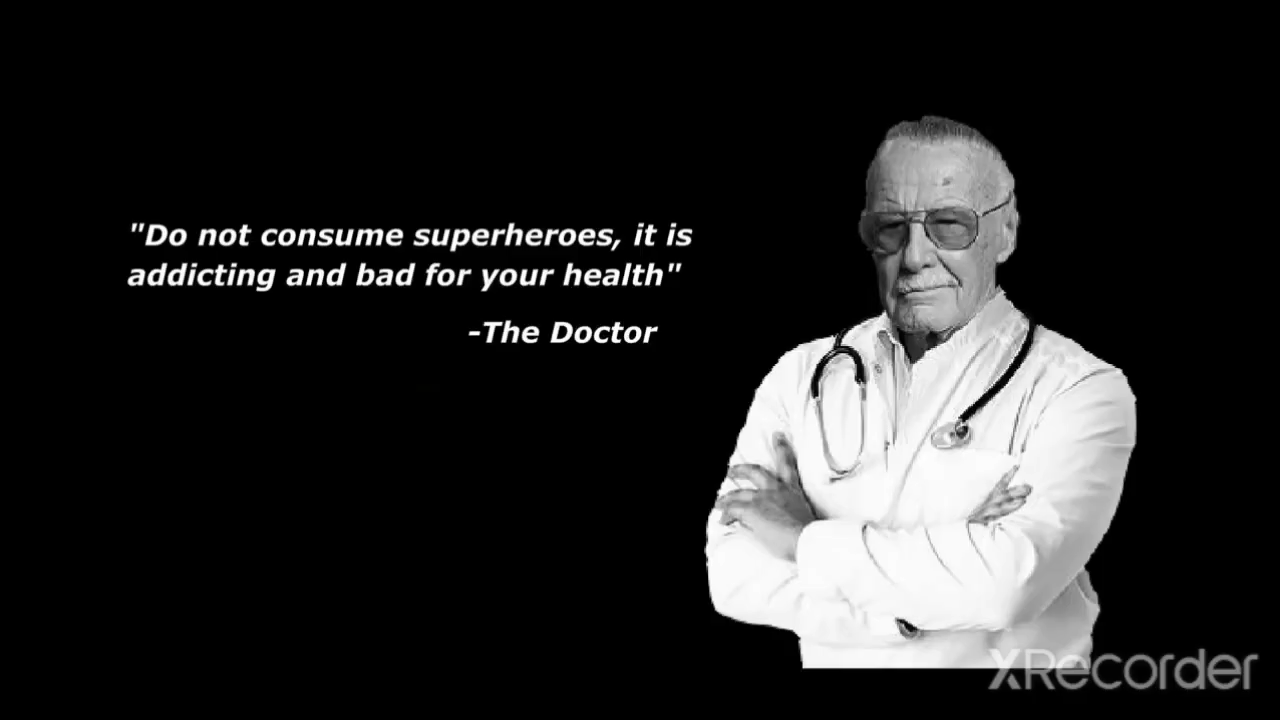 "Do not consume superheroes, it is
addicting and bad for your health"
-The Doctor
XRecorder